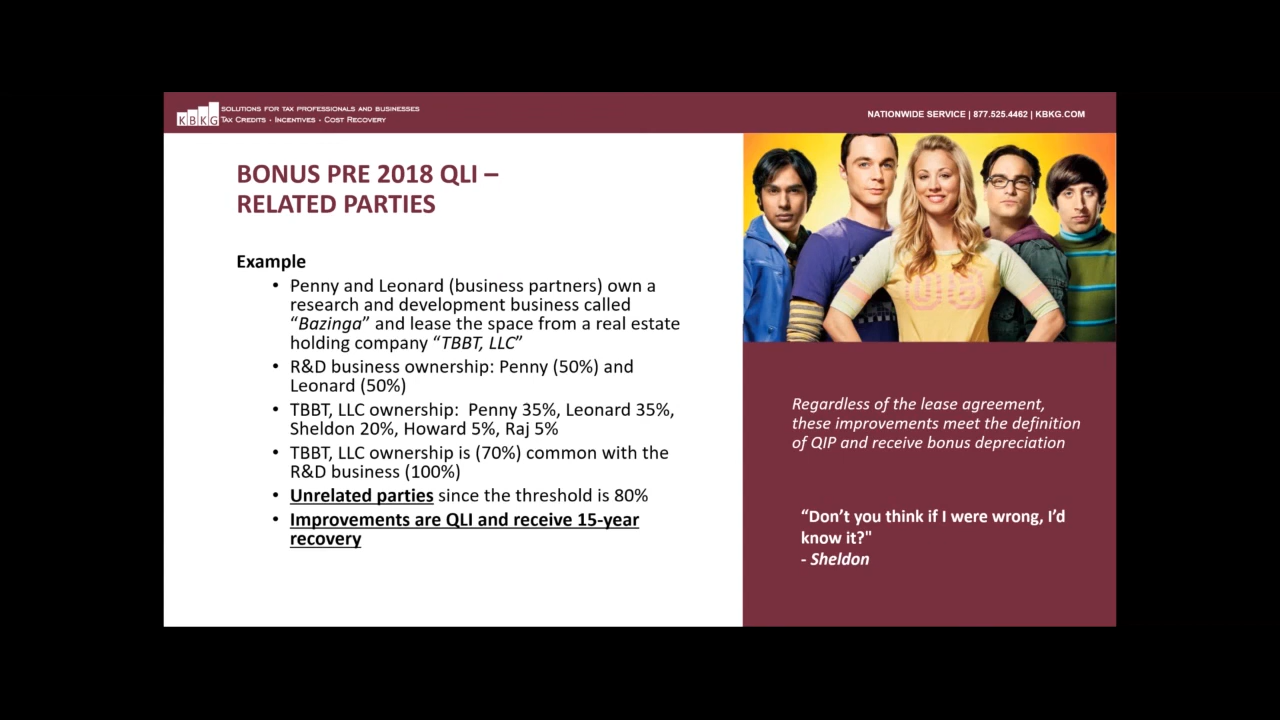 KBKG
SOLUTIONS FOR TAX PROFESSIONALS AND BUSINESSES
TAX CREDITS · INCENTIVES · COST RECOVERY
NATIONWIDE SERVICE | 877.525.4462 | KBKG.COM
BONUS PRE 2018 QLI –
RELATED PARTIES
Example
• Penny and Leonard (business partners) own a
research and development business called
“Bazinga” and lease the space from a real estate
holding company “TBBT, LLC”
• R&D business ownership: Penny (50%) and
Leonard (50%)
• TBBT, LLC ownership:  Penny 35%, Leonard 35%,
Sheldon 20%, Howard 5%, Raj 5%
• TBBT, LLC ownership is (70%) common with the
R&D business (100%)
• Unrelated parties since the threshold is 80%
• Improvements are QLI and receive 15-year
recovery
Regardless of the lease agreement,
these improvements meet the definition
of QIP and receive bonus depreciation
“Don’t you think if I were wrong, I’d
know it?"
- Sheldon